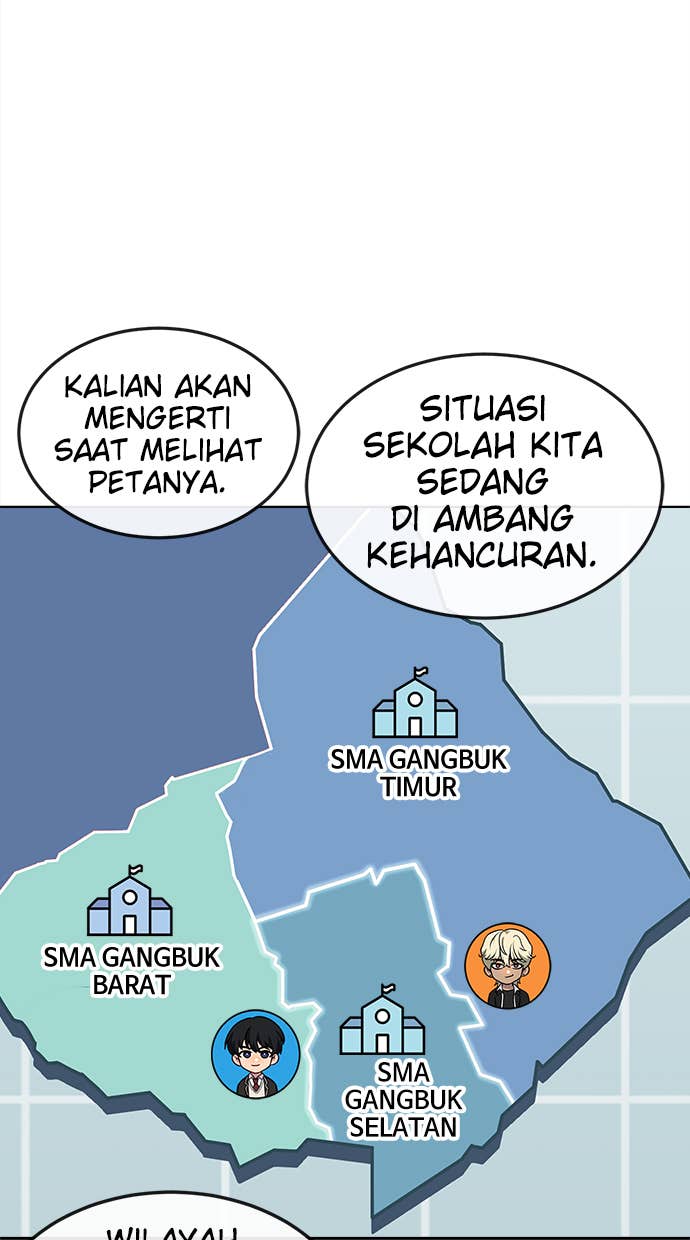 KALIAN AKAN
MENGERTI
SAAT MELIHAT
PETANYA.
SITUASI
SEKOLAH KITA
SEDANG
DI AMBANG
KEHANCURAN.
SMA GANGBUK
TIMUR
SMA GANGBUK
BARAT
SMA
GANGBUK
SELATAN
WILAYAH